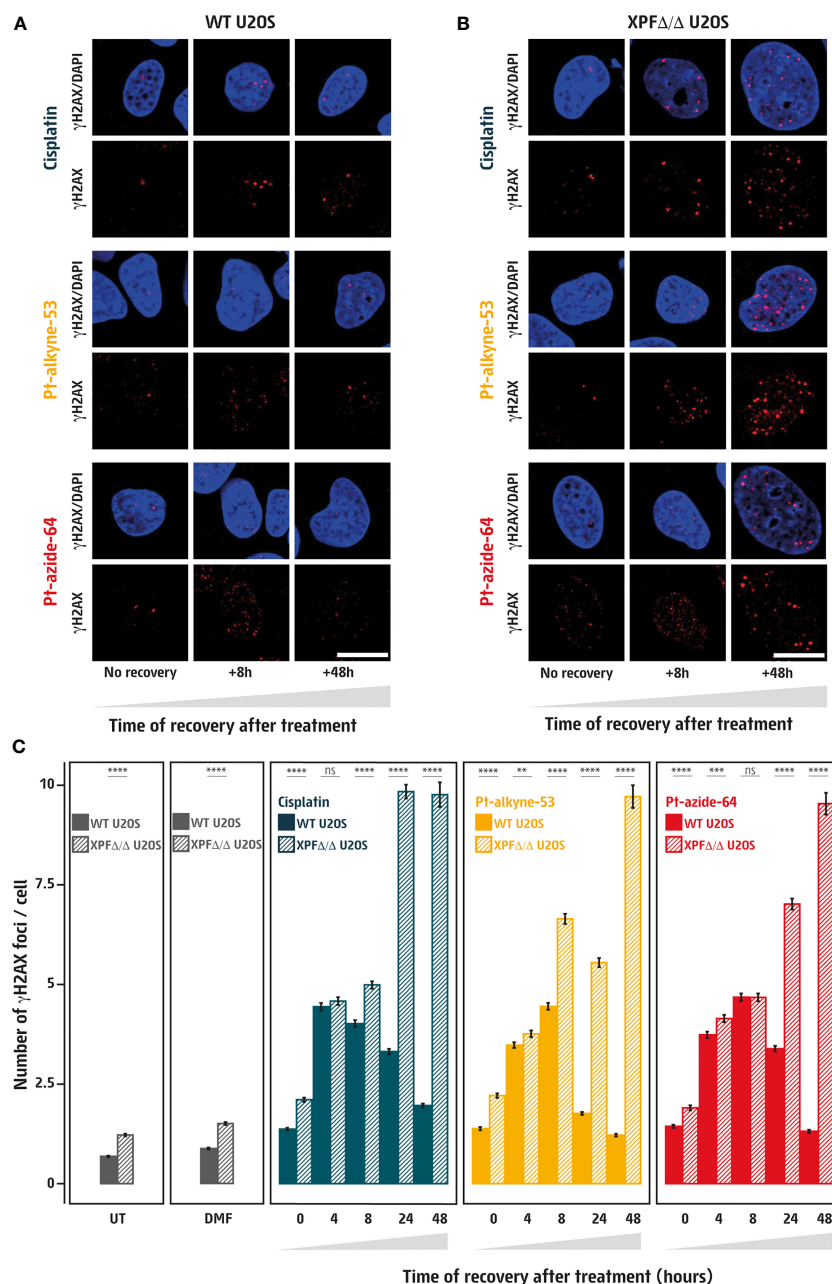 A
WT U2OS
B
XPFΔ/Δ U2OS
Cisplatin
γH2AX/DAPI
γH2AX
Cisplatin
γH2AX/DAPI
γH2AX
Pt-alkyne-53
γH2AX/DAPI
γH2AX
Pt-alkyne-53
γH2AX/DAPI
γH2AX
Pt-azide-64
γH2AX/DAPI
γH2AX
Pt-azide-64
γH2AX/DAPI
γH2AX
No recovery +8h +48h
No recovery +8h +48h
Time of recovery after treatment
Time of recovery after treatment
C
Number of γH2AX foci / cell
10
7.5
5
2.5
0
****
WT U2OS
XPFΔ/Δ U2OS
UT
****
WT U2OS
XPFΔ/Δ U2OS
DMF
**** ns **** **** ****
Cisplatin
WT U2OS
XPFΔ/Δ U2OS
0 4 8 24 48
**** ** **** **** ****
Pt-alkyne-53
WT U2OS
XPFΔ/Δ U2OS
0 4 8 24 48
**** *** ns **** ****
Pt-azide-64
WT U2OS
XPFΔ/Δ U2OS
0 4 8 24 48
Time of recovery after treatment (hours)